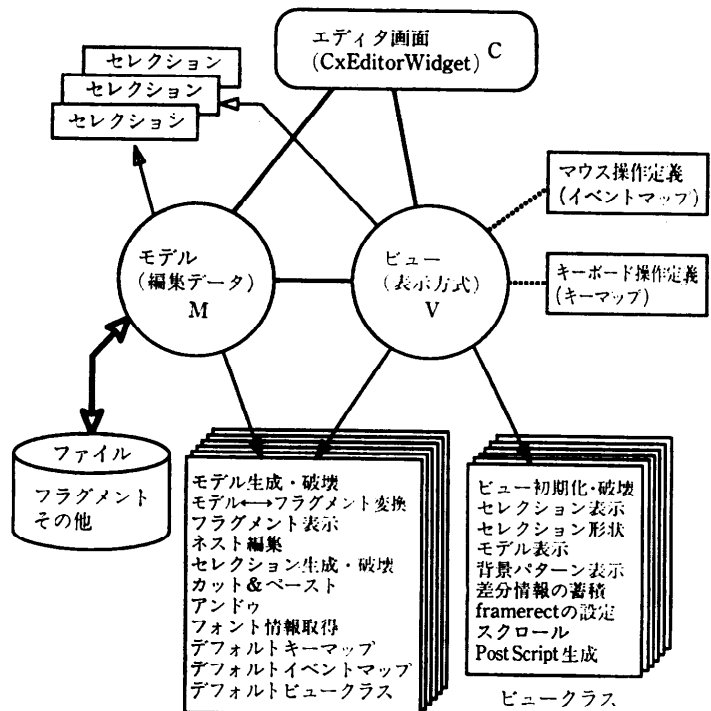 エディタ画面
(CxEditorWidget) C
セレクション
セレクション
セレクション
マウス操作定義
(イベントマップ)
モデル
(編集データ)
M
ビュー
(表示方式)
V
キーボード操作定義
(キーマップ)
ファイル
フラグメント
その他
モデル生成・破壊
モデル⟷フラグメント変換
フラグメント表示
ネスト編集
セレクション生成・破壊
カット&ペースト
アンドゥ
フォント情報取得
デフォルトキーマップ
デフォルトイベントマップ
デフォルトビュークラス
ビュー初期化・破壊
セレクション表示
セレクション形状
モデル表示
背景パターン表示
差分情報の蓄積
framerectの設定
スクロール
PostScript生成
ビュークラス